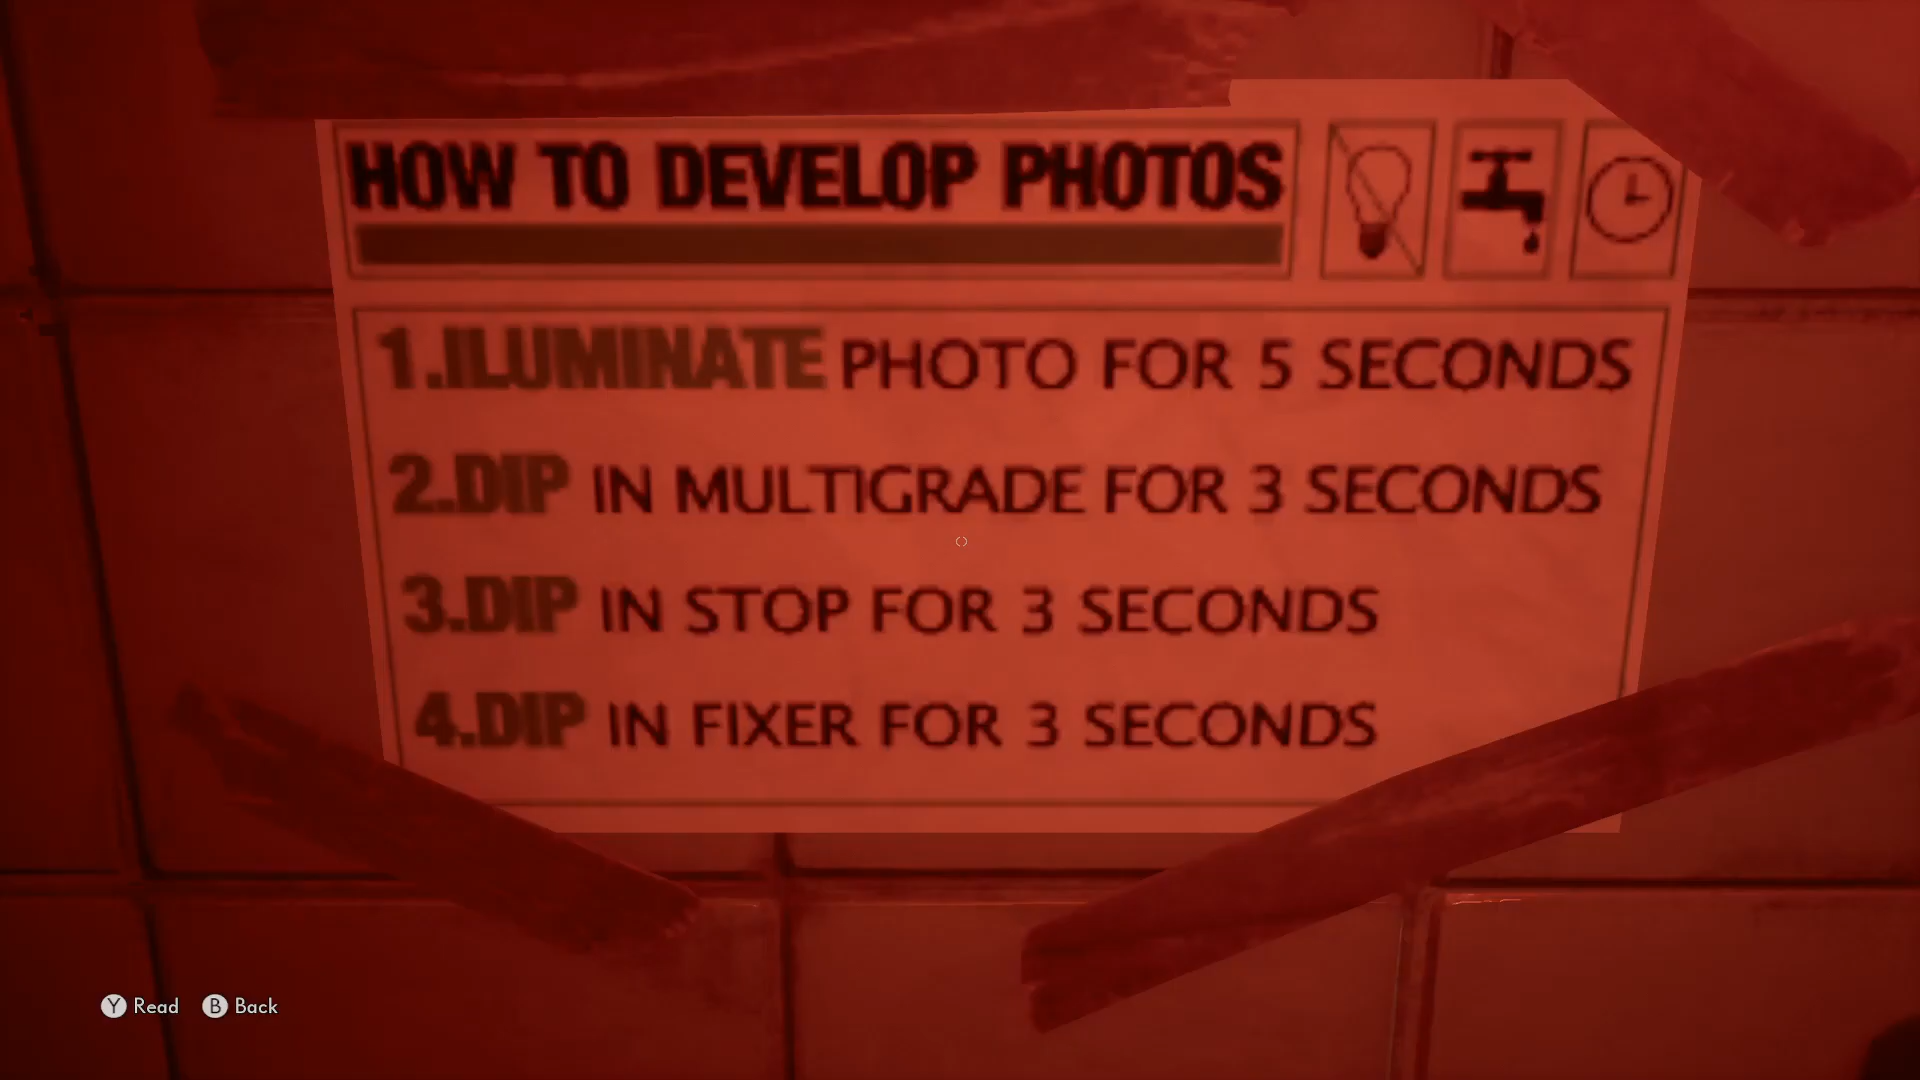 HOW TO DEVELOP PHOTOS
1.ILUMINATE PHOTO FOR 5 SECONDS
2.DIP IN MULTIGRADE FOR 3 SECONDS
3.DIP IN STOP FOR 3 SECONDS
4.DIP IN FIXER FOR 3 SECONDS
Y Read B Back